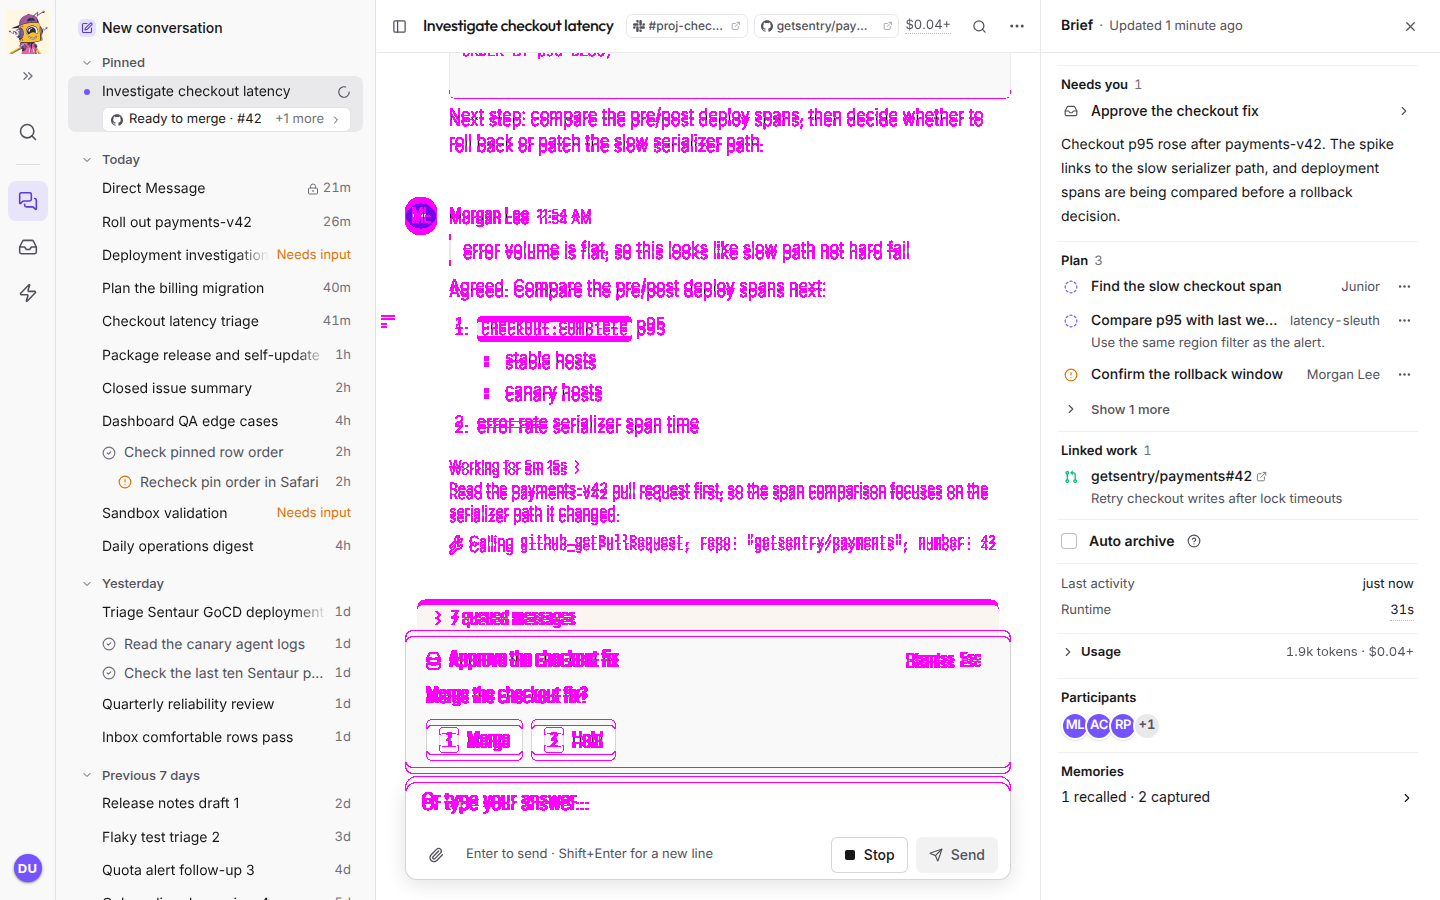 New conversation
Pinned
Investigate checkout latency
Ready to merge · #42 +1 more
Today
Direct Message 21m
Roll out payments-v42 26m
Deployment investigation Needs input
Plan the billing migration 40m
Checkout latency triage 41m
Package release and self-update 1h
Closed issue summary 2h
Dashboard QA edge cases 4h
Check pinned row order 2h
Recheck pin order in Safari 2h
Sandbox validation Needs input
Daily operations digest 4h
Yesterday
Triage Sentaur GoCD deployment 1d
Read the canary agent logs 1d
Check the last ten Sentaur p... 1d
Quarterly reliability review 1d
Inbox comfortable rows pass 1d
Previous 7 days
Release notes draft 1 2d
Flaky test triage 2 3d
Quota alert follow-up 3 4d
DU
Investigate checkout latency #proj-chec... getsentry/pay... $0.04+
Next step: compare the pre/post deploy spans, then decide whether to
roll back or patch the slow serializer path.
ML Morgan Lee 11:54 AM
error volume is flat, so this looks like slow path not hard fail
Agreed. Compare the pre/post deploy spans next:
1. checkout.complete p95
stable hosts
canary hosts
2. error rate serializer span time
Working for 5m 15s
Read the payments-v42 pull request first, so the span comparison focuses on the
serializer path it changed.
Calling github_getPullRequest, repo: "getsentry/payments", number: 42
7 queued messages
Approve the checkout fix Dismiss Esc
Merge the checkout fix?
1 Merge 2 Hold
Or type your answer...
Enter to send · Shift+Enter for a new line Stop Send
Brief · Updated 1 minute ago
Needs you 1
Approve the checkout fix
Checkout p95 rose after payments-v42. The spike
links to the slow serializer path, and deployment
spans are being compared before a rollback
decision.
Plan 3
Find the slow checkout span Junior
Compare p95 with last we... latency-sleuth
Use the same region filter as the alert.
Confirm the rollback window Morgan Lee
Show 1 more
Linked work 1
getsentry/payments#42
Retry checkout writes after lock timeouts
Auto archive
Last activity just now
Runtime 31s
Usage 1.9k tokens · $0.04+
Participants
ML AC RP +1
Memories
1 recalled · 2 captured